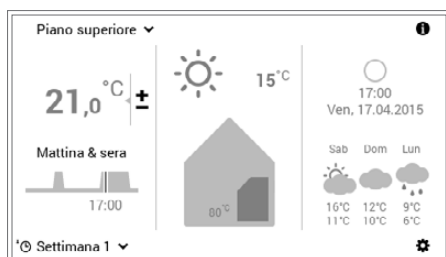 Piano superiore
21,0 °C ±
Mattina & sera
17:00
Settimana 1
15°C
80°C
17:00
Ven, 17.04.2015
Sab Dom Lun
16°C 12°C 9°C
11°C 10°C 6°C